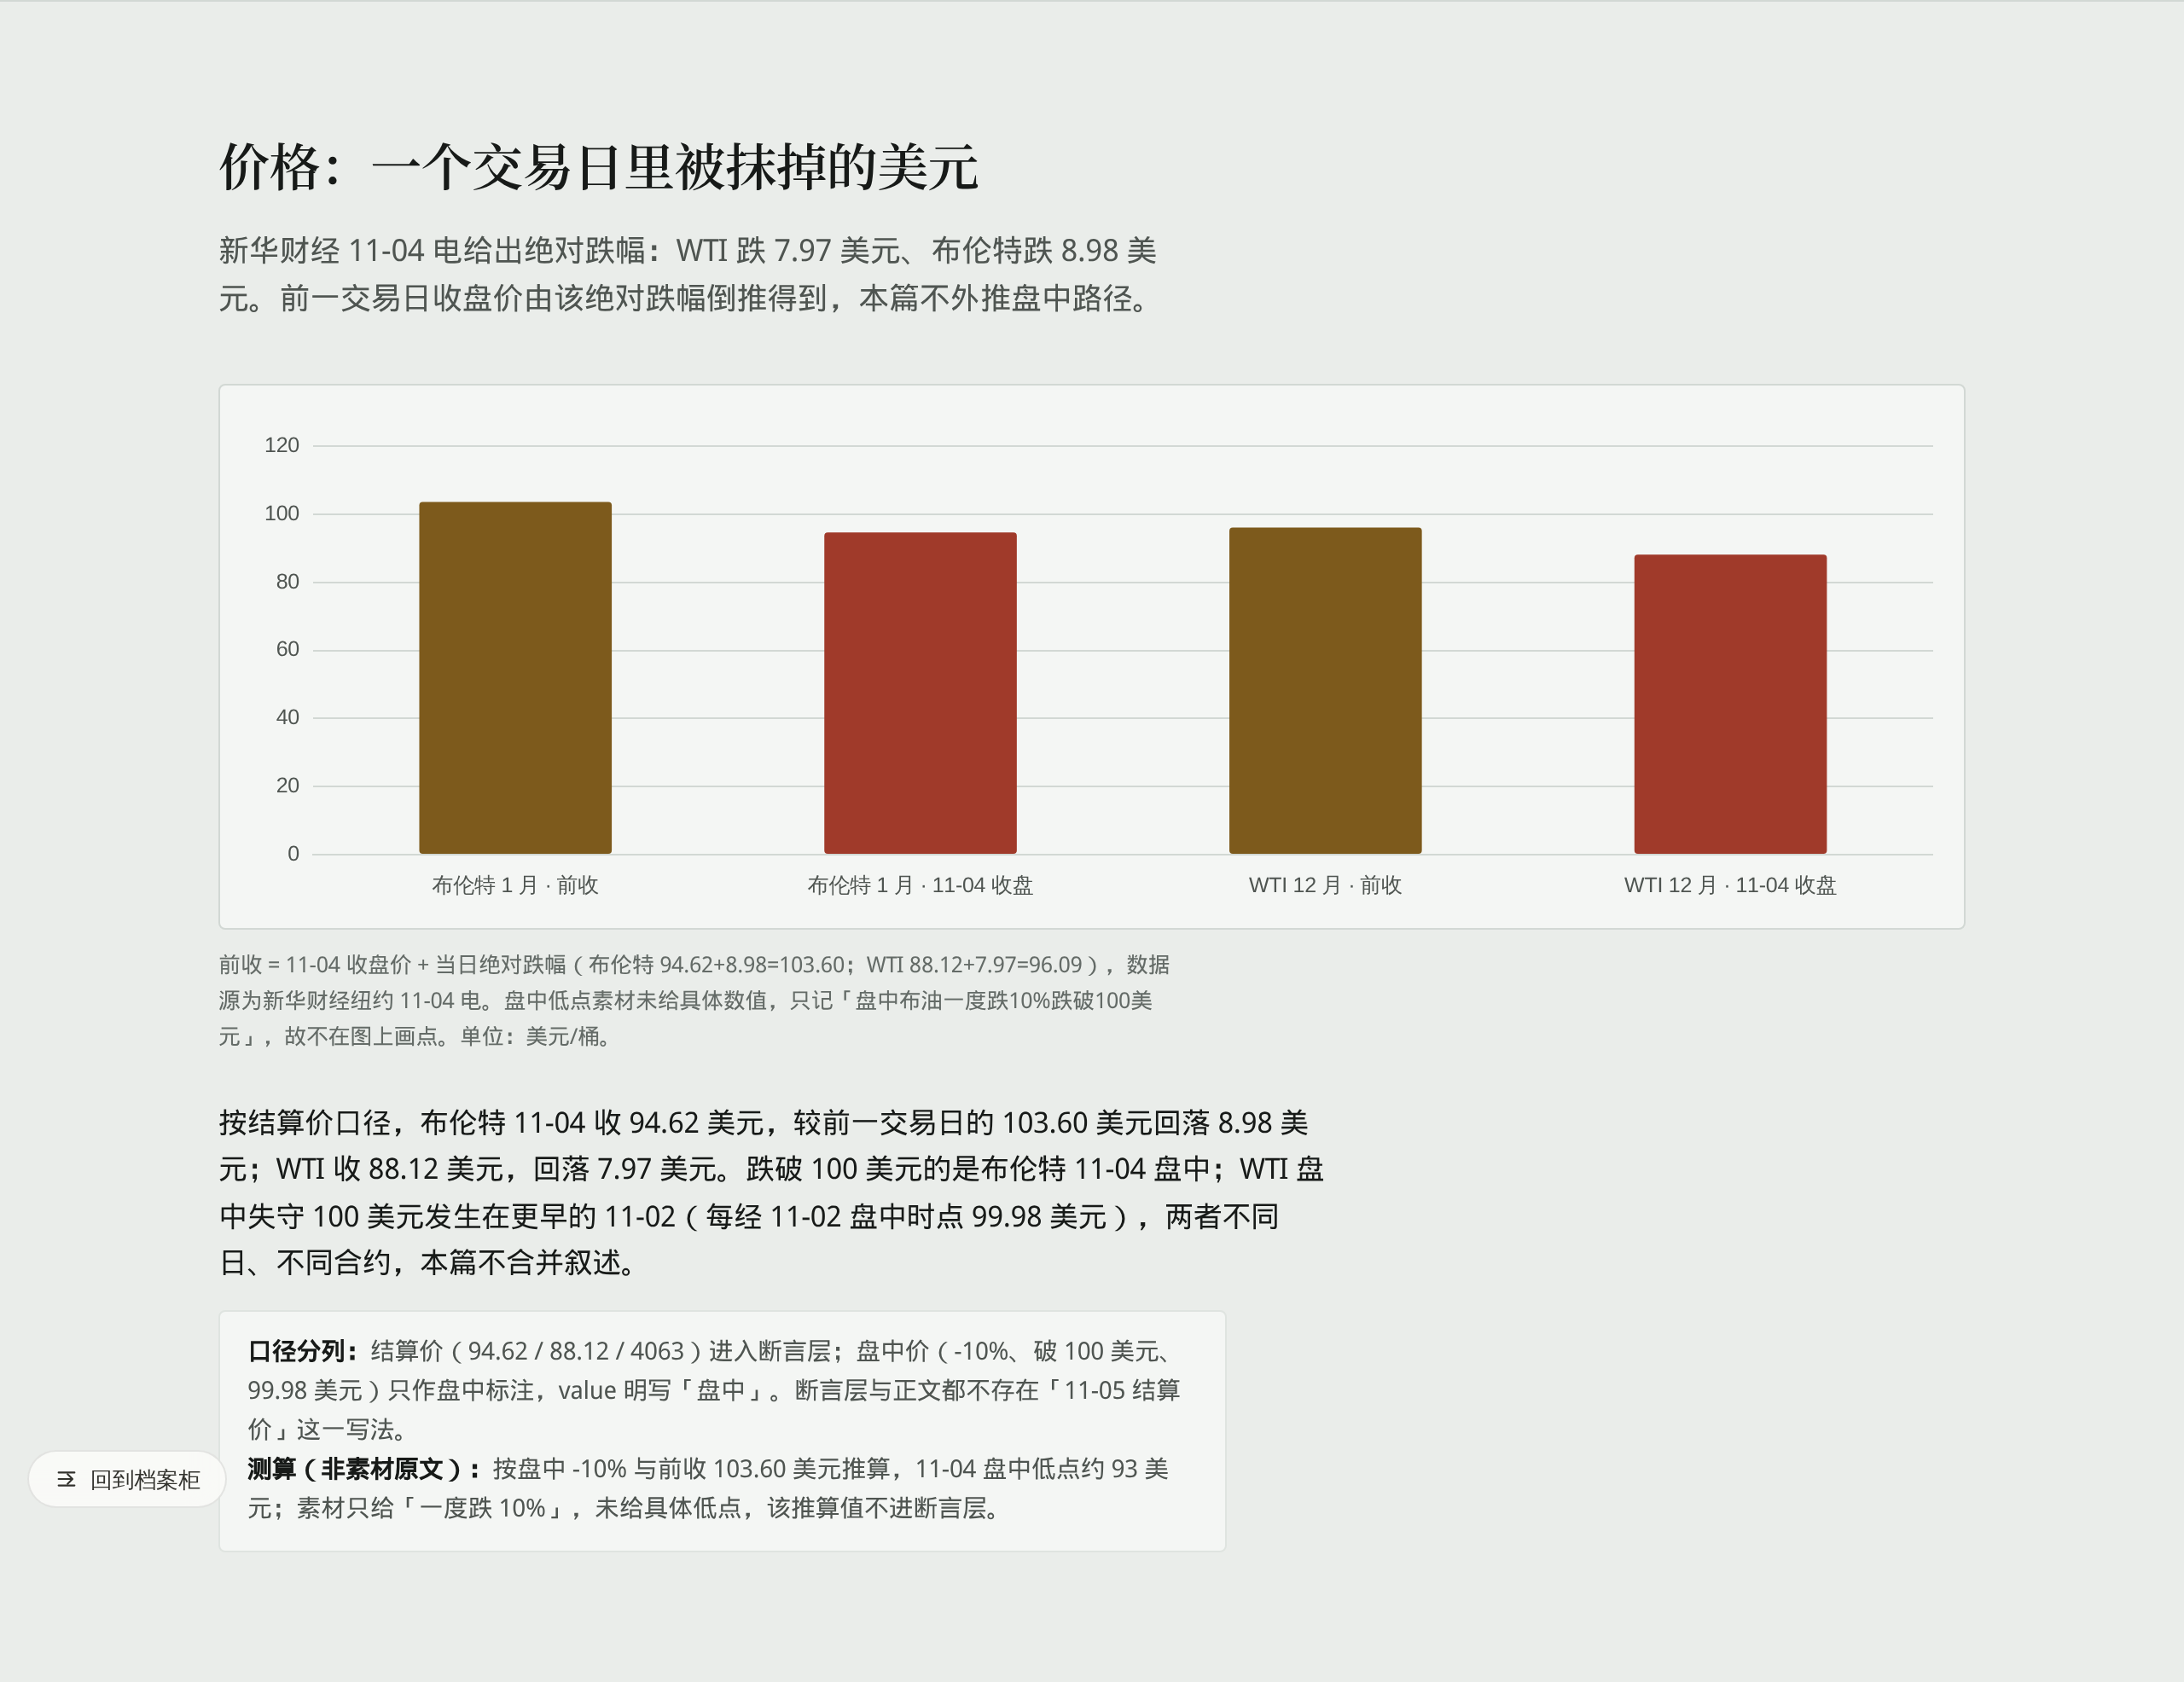 价格：一个交易日里被抹掉的美元
新华财经 11-04 电给出绝对跌幅：WTI 跌 7.97 美元、布伦特跌 8.98 美
元。前一交易日收盘价由该绝对跌幅倒推得到，本篇不外推盘中路径。
120
100
80
60
40
20
0
布伦特 1 月 · 前收
布伦特 1 月 · 11-04 收盘
WTI 12 月 · 前收
WTI 12 月 · 11-04 收盘
前收 = 11-04 收盘价 + 当日绝对跌幅（布伦特 94.62+8.98=103.60；WTI 88.12+7.97=96.09），数据
源为新华财经纽约 11-04 电。盘中低点素材未给具体数值，只记「盘中布油一度跌10%跌破100美
元」，故不在图上画点。单位：美元/桶。
按结算价口径，布伦特 11-04 收 94.62 美元，较前一交易日的 103.60 美元回落 8.98 美
元；WTI 收 88.12 美元，回落 7.97 美元。跌破 100 美元的是布伦特 11-04 盘中；WTI 盘
中失守 100 美元发生在更早的 11-02（每经 11-02 盘中时点 99.98 美元），两者不同
日、不同合约，本篇不合并叙述。
口径分列：结算价（94.62 / 88.12 / 4063）进入断言层；盘中价（-10%、破 100 美元、
99.98 美元）只作盘中标注，value 明写「盘中」。断言层与正文都不存在「11-05 结算
价」这一写法。
测算（非素材原文）：按盘中 -10% 与前收 103.60 美元推算，11-04 盘中低点约 93 美
元；素材只给「一度跌 10%」，未给具体低点，该推算值不进断言层。
回到档案柜